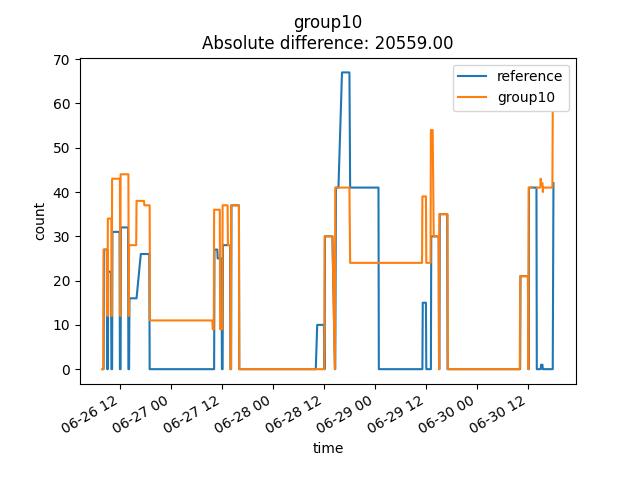 group10
Absolute difference: 20559.00
reference
group10
70
60
50
40
30
20
10
0
count
06-26 12
06-27 00
06-27 12
06-28 00
06-28 12
06-29 00
06-29 12
06-30 00
06-30 12
time